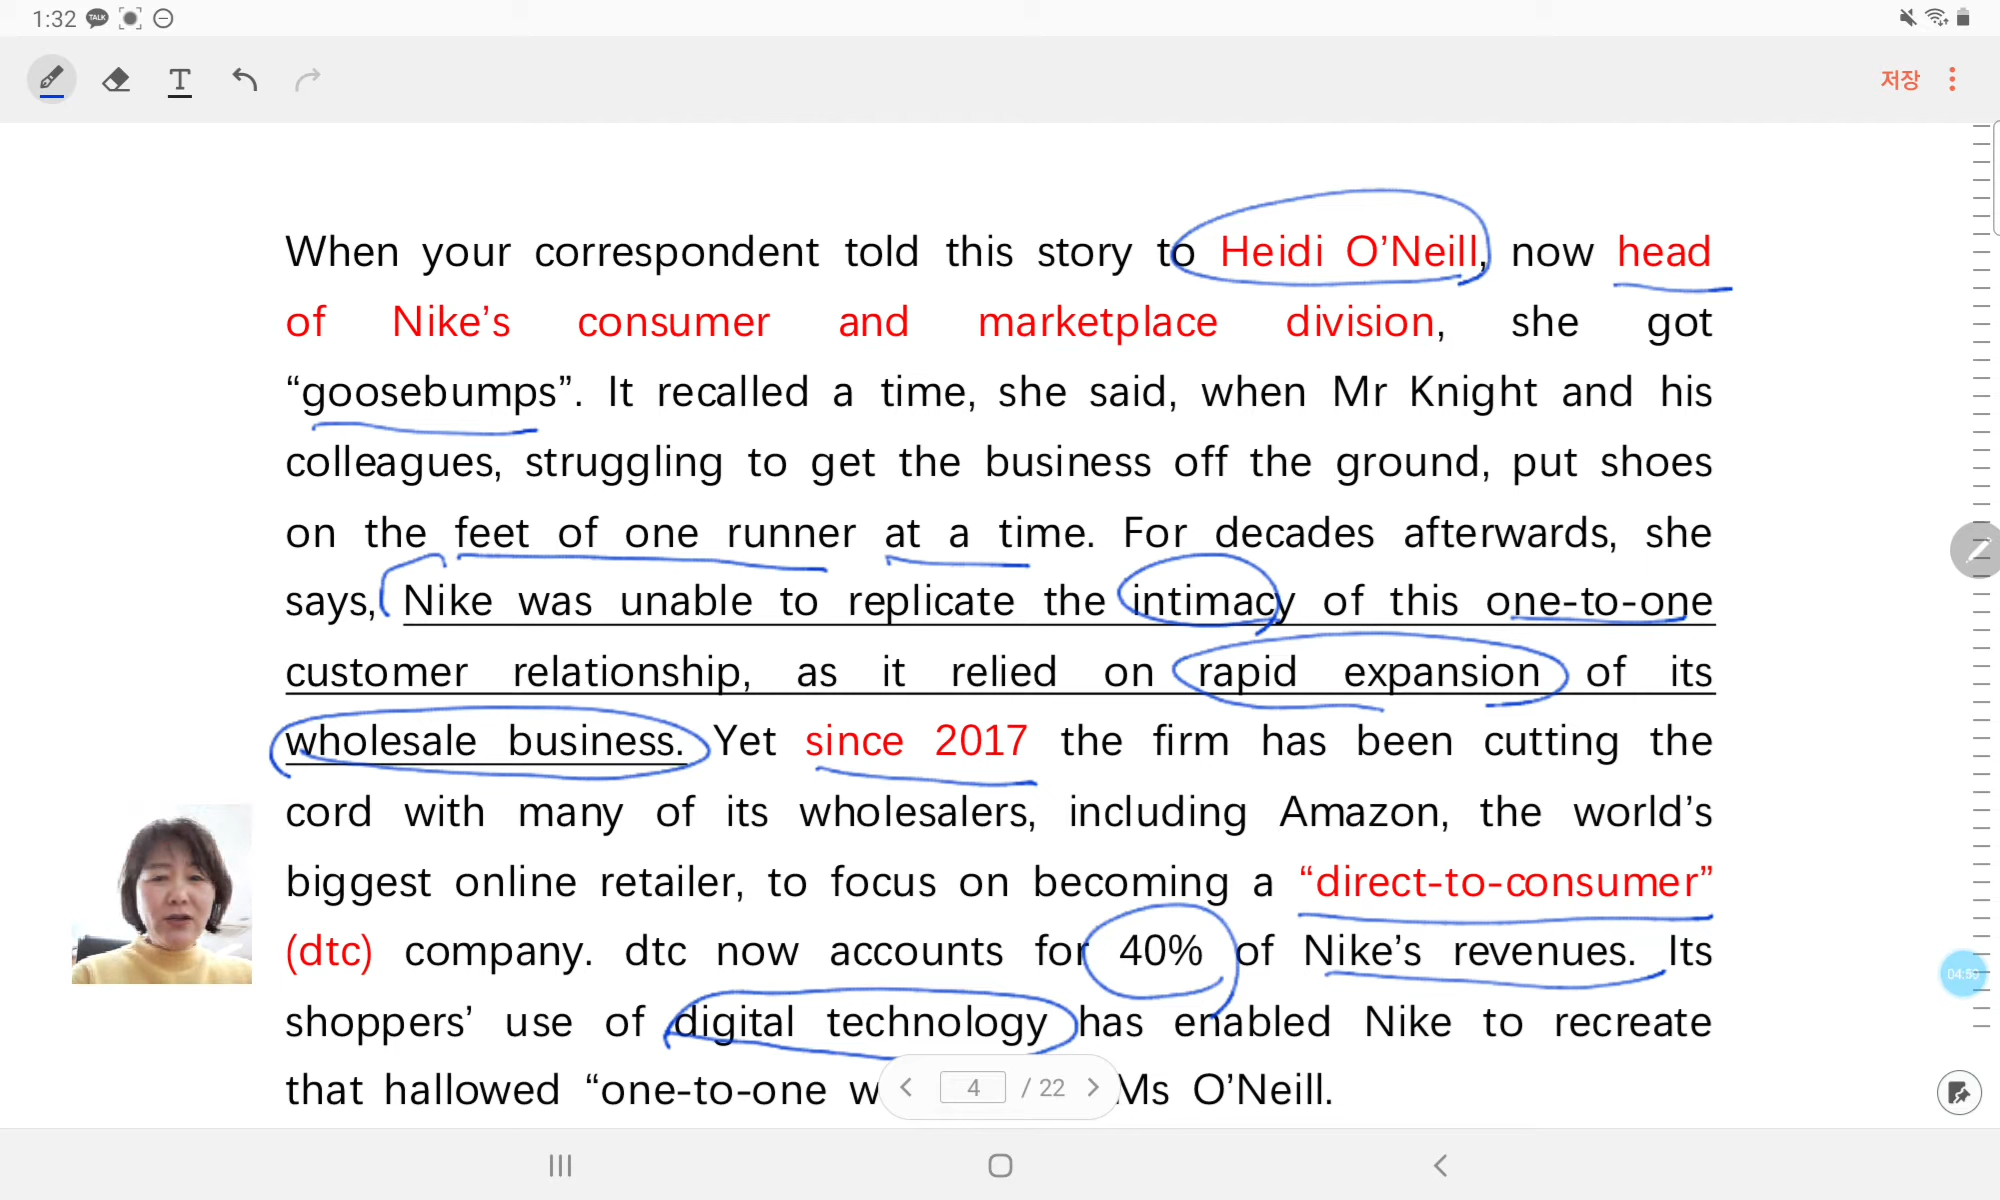 1:32
TALK
저장
When your correspondent told this story to Heidi O’Neill, now head
of Nike’s consumer and marketplace division, she got
“goosebumps”. It recalled a time, she said, when Mr Knight and his
colleagues, struggling to get the business off the ground, put shoes
on the feet of one runner at a time. For decades afterwards, she
says, Nike was unable to replicate the intimacy of this one-to-one
customer relationship, as it relied on rapid expansion of its
wholesale business. Yet since 2017 the firm has been cutting the
cord with many of its wholesalers, including Amazon, the world’s
biggest online retailer, to focus on becoming a “direct-to-consumer”
(dtc) company. dtc now accounts for 40% of Nike’s revenues. Its
04:50
shoppers’ use of digital technology has enabled Nike to recreate
that hallowed “one-to-one Ms O’Neill.
4 / 22